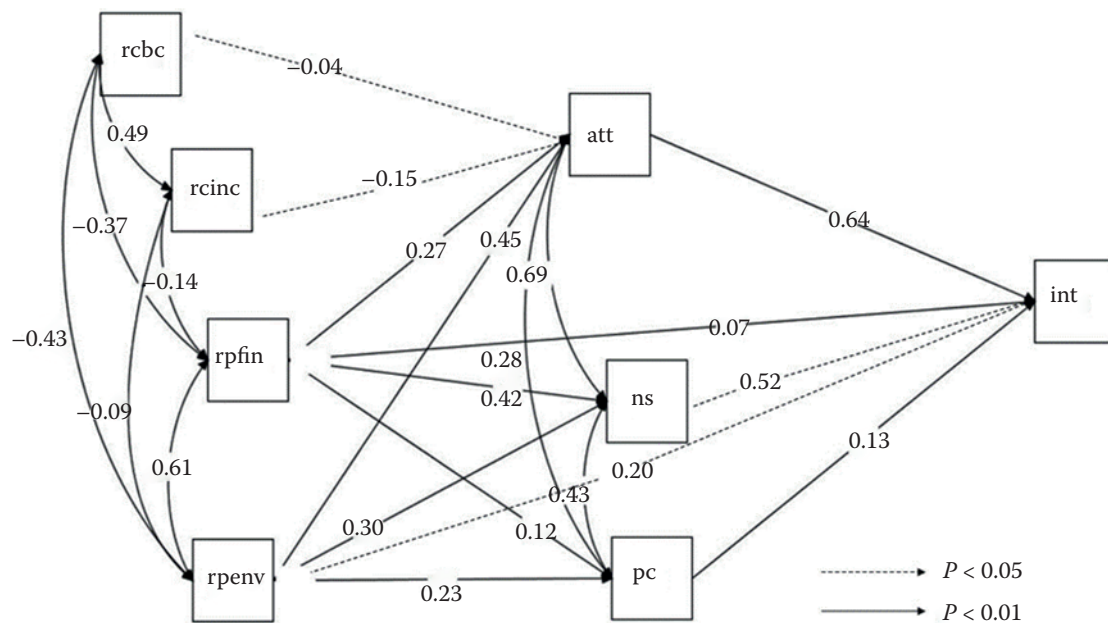 rcbc
−0.04
att
0.49
rcinc
−0.15
0.64
−0.37
0.27
0.45
0.69
−0.14
int
−0.43
rpfin
0.07
0.28
0.42
0.52
ns
−0.09
0.61
0.20
0.43
0.13
0.30
0.12
rpenv
0.23
pc
P < 0.05
P < 0.01